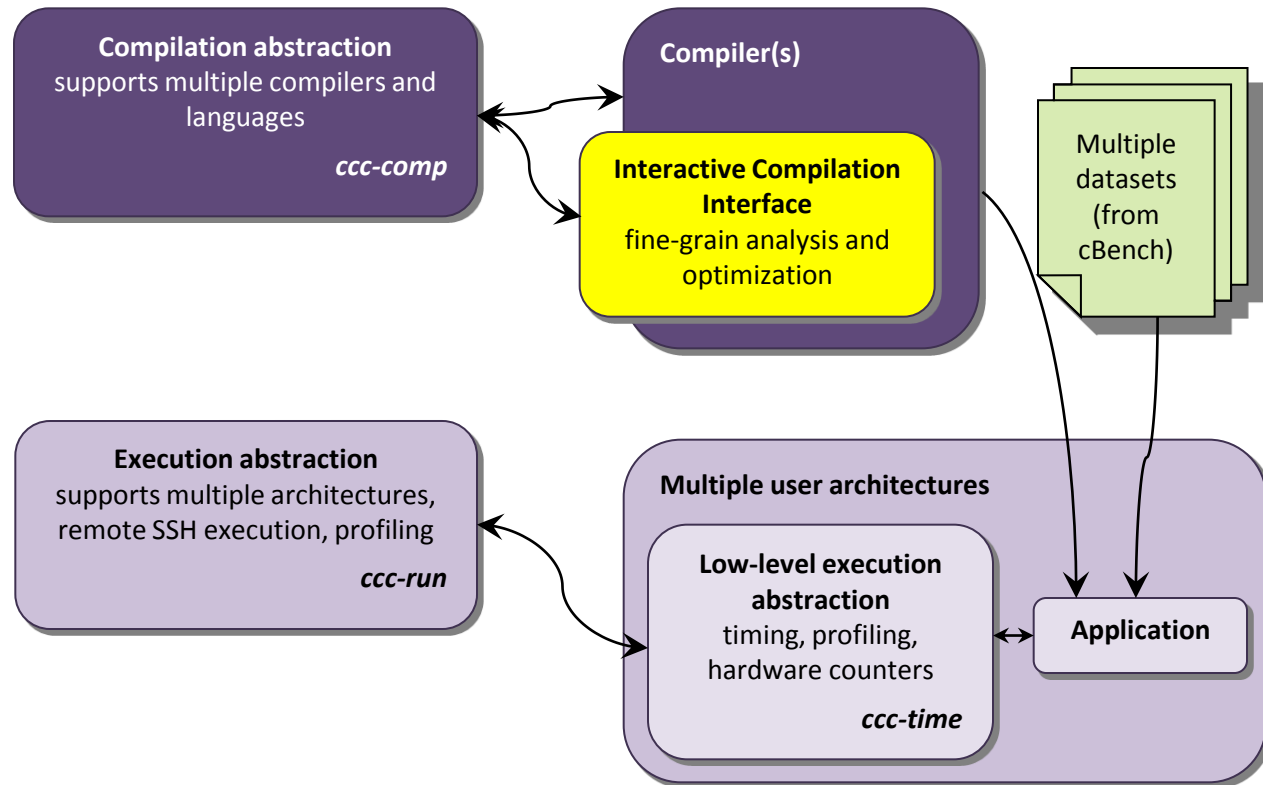 Compilation abstraction
supports multiple compilers and
languages
ccc-comp
Compiler(s)
Interactive Compilation
Interface
fine-grain analysis and
optimization
Multiple
datasets
(from
cBench)
Execution abstraction
supports multiple architectures,
remote SSH execution, profiling
ccc-run
Multiple user architectures
Low-level execution
abstraction
timing, profiling,
hardware counters
ccc-time
Application